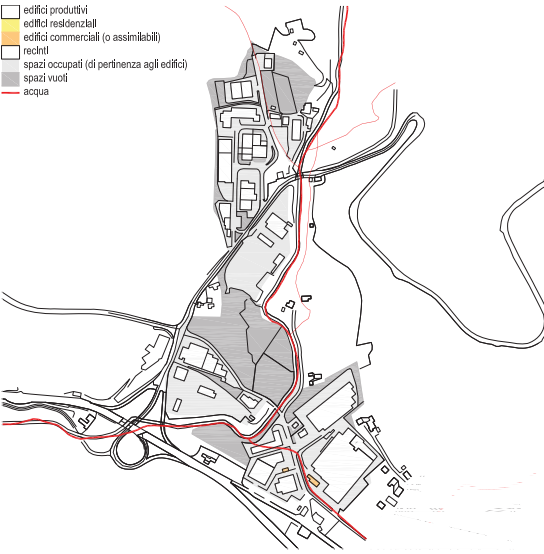 edifici produttivi
edifici residenziali
edifici commerciali (o assimilabili)
recinti
spazi occupati (di pertinenza agli edifici)
spazi vuoti
acqua